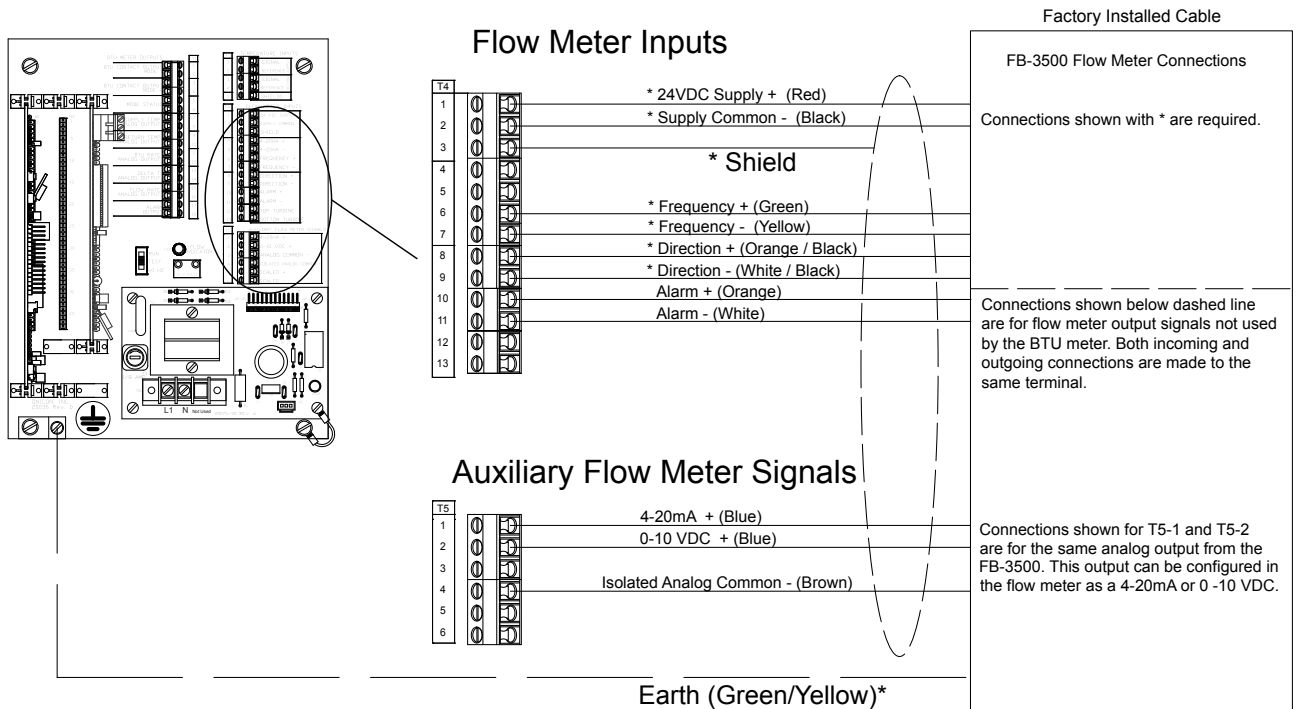 Factory Installed Cable
Flow Meter Inputs
FB-3500 Flow Meter Connections
Connections shown with * are required.
T4
1
* 24VDC Supply + (Red)
2
* Supply Common - (Black)
3
* Shield
4
5
6
* Frequency + (Green)
7
* Frequency - (Yellow)
8
* Direction + (Orange / Black)
9
* Direction - (White / Black)
10
Alarm + (Orange)
11
Alarm - (White)
12
13
Connections shown below dashed line
are for flow meter output signals not used
by the BTU meter. Both incoming and
outgoing connections are made to the
same terminal.
L1 N Not Used
Auxiliary Flow Meter Signals
T5
1
4-20mA + (Blue)
2
0-10 VDC + (Blue)
3
4
Isolated Analog Common - (Brown)
5
6
Connections shown for T5-1 and T5-2
are for the same analog output from the
FB-3500. This output can be configured in
the flow meter as a 4-20mA or 0 -10 VDC.
Earth (Green/Yellow)*